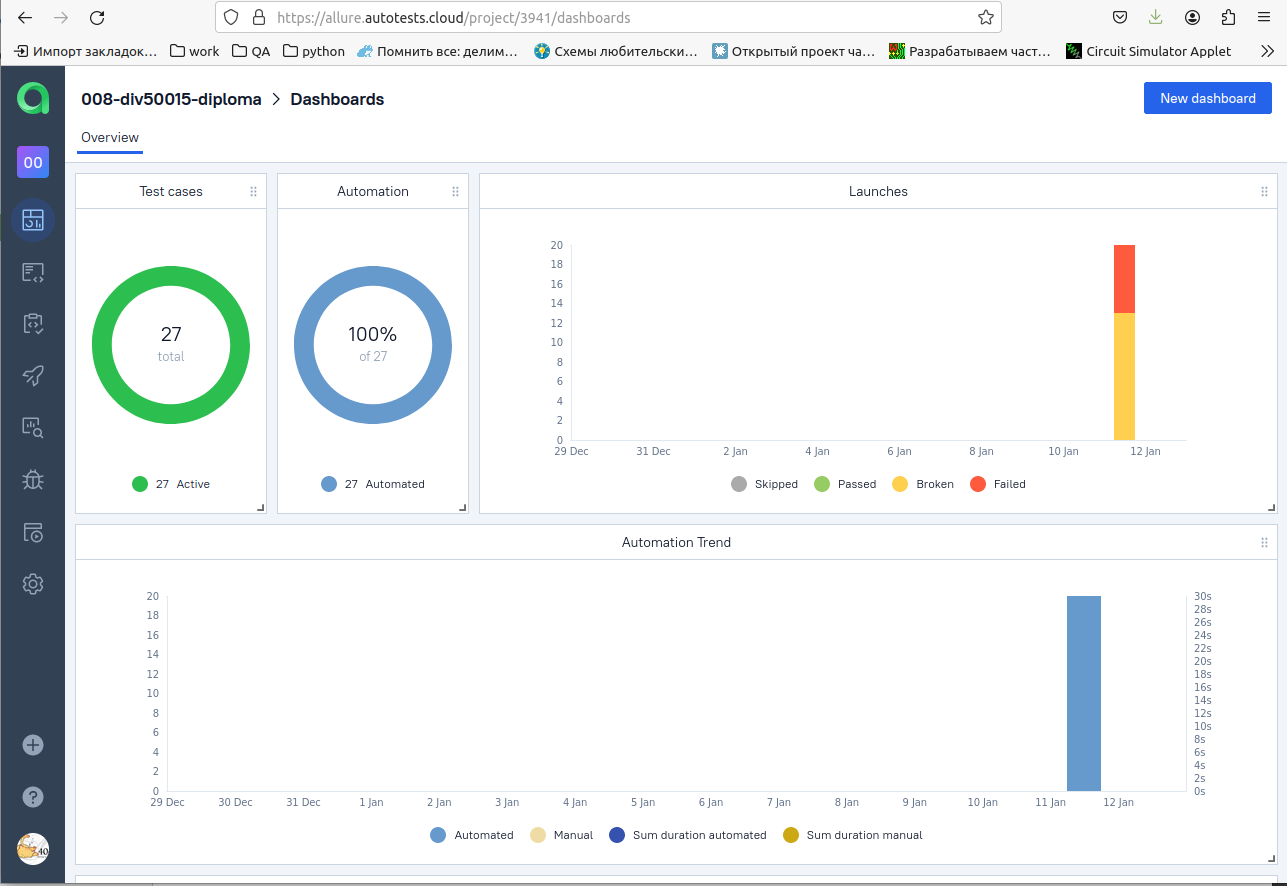 https://allure.autotests.cloud/project/3941/dashboards
Импорт закладок… work QA python Помнить все: делим… Схемы любительски… Открытый проект ча… Разрабатываем част… Circuit Simulator Applet
008-div50015-diploma > Dashboards
New dashboard
Overview
00
Test cases
27
total
27 Active
Automation
100%
of 27
27 Automated
Launches
20
18
16
14
12
10
8
6
4
2
0
29 Dec 31 Dec 2 Jan 4 Jan 6 Jan 8 Jan 10 Jan 12 Jan
Skipped Passed Broken Failed
Automation Trend
20
18
16
14
12
10
8
6
4
2
0
30s
28s
26s
24s
22s
20s
18s
16s
14s
12s
10s
8s
6s
4s
2s
0s
29 Dec 30 Dec 31 Dec 1 Jan 2 Jan 3 Jan 4 Jan 5 Jan 6 Jan 7 Jan 8 Jan 9 Jan 10 Jan 11 Jan 12 Jan
Automated Manual Sum duration automated Sum duration manual
?
40